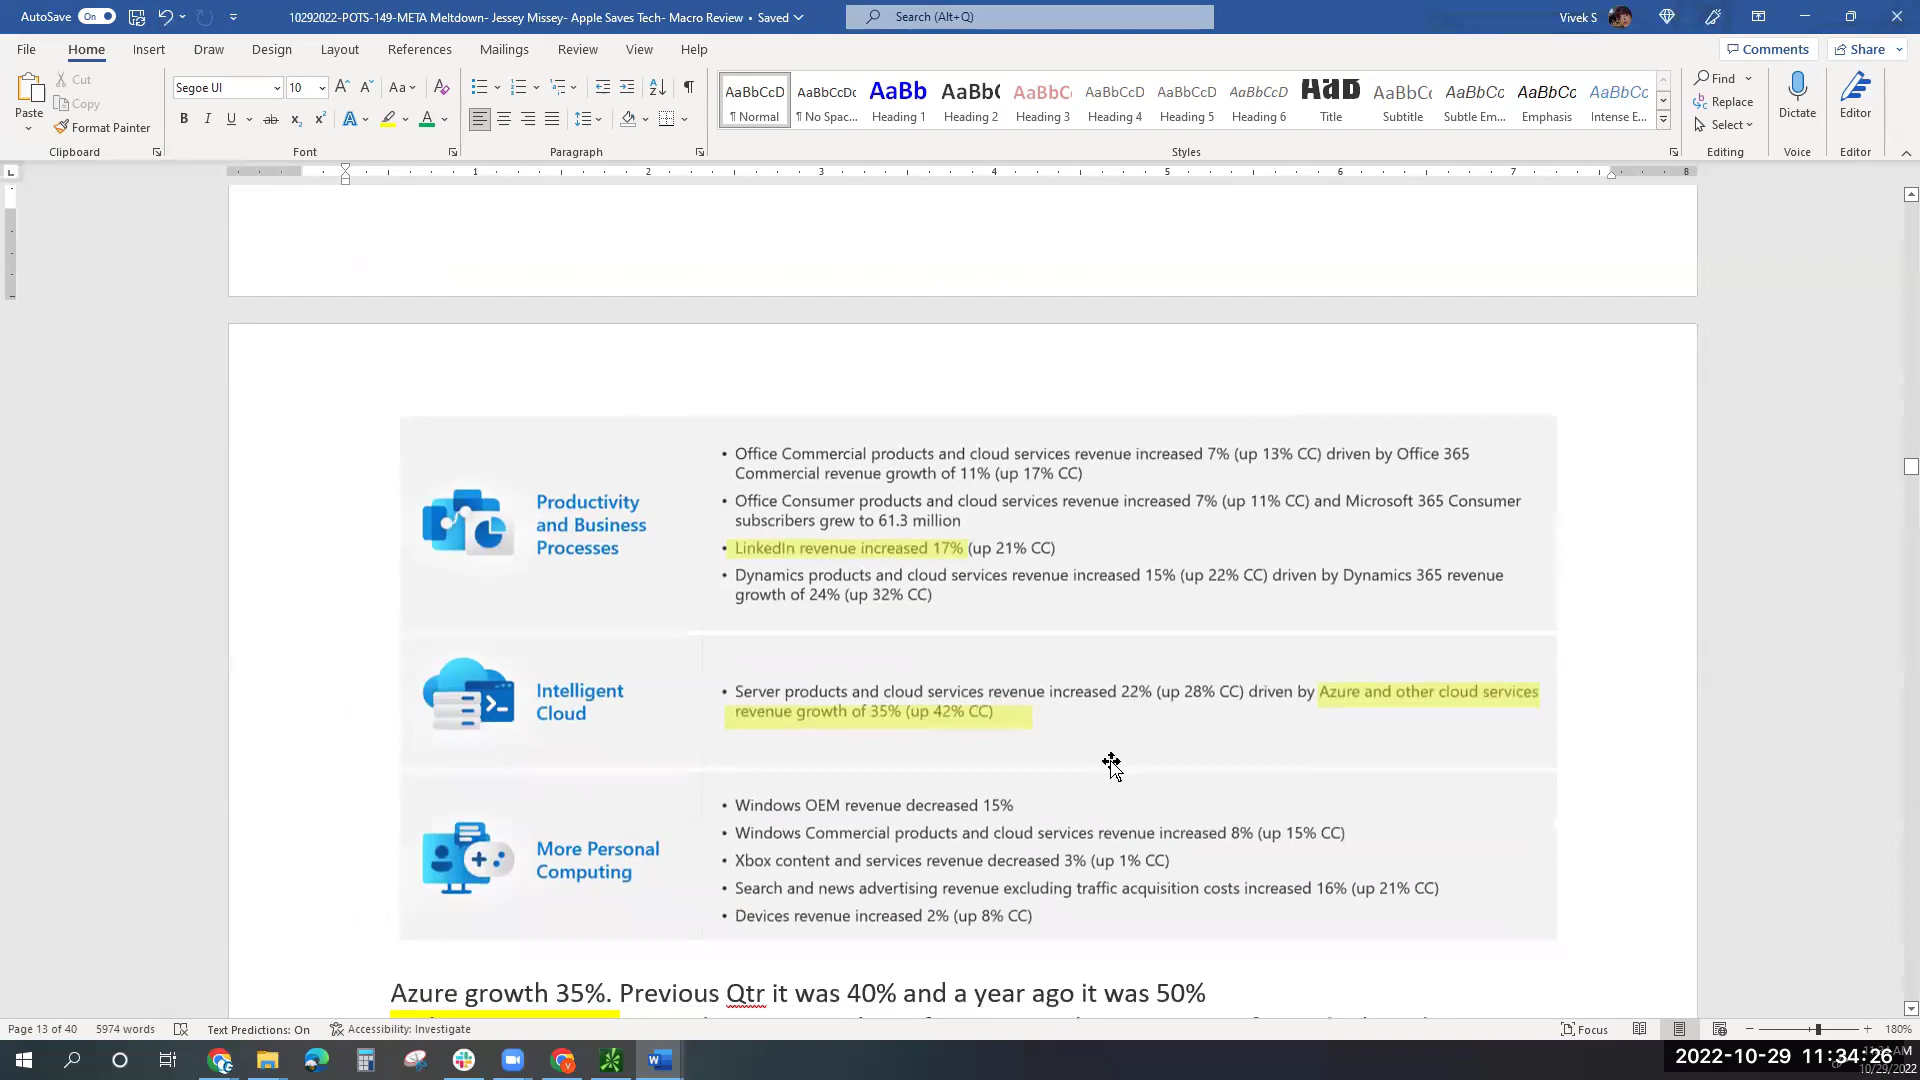 AutoSave On 10292022-POTS-149-META Meltdown- Jessey Missey- Apple Saves Tech- Macro Review • Saved Search (Alt+Q) Vivek S
File Home Insert Draw Design Layout References Mailings Review View Help Comments Share
Paste Cut Copy Format Painter
Segoe UI 10 Aa
AaBbCcD AaBbCcDc AaBb AaBbC AaBbC AaBbCcD AaBbCcD AaBbCcD AaB AaBbCc AaBbCc AaBbCc AaBbCc
¶ Normal ¶ No Spac... Heading 1 Heading 2 Heading 3 Heading 4 Heading 5 Heading 6 Title Subtitle Subtle Em... Emphasis Intense E...
Find Replace Select Dictate Editor
Clipboard Font Paragraph Styles Editing Voice Editor
1 2 3 4 5 6 7 8
Productivity
and Business
Processes
• Office Commercial products and cloud services revenue increased 7% (up 13% CC) driven by Office 365
Commercial revenue growth of 11% (up 17% CC)
• Office Consumer products and cloud services revenue increased 7% (up 11% CC) and Microsoft 365 Consumer
subscribers grew to 61.3 million
• LinkedIn revenue increased 17% (up 21% CC)
• Dynamics products and cloud services revenue increased 15% (up 22% CC) driven by Dynamics 365 revenue
growth of 24% (up 32% CC)
Intelligent
Cloud
• Server products and cloud services revenue increased 22% (up 28% CC) driven by Azure and other cloud services
revenue growth of 35% (up 42% CC)
More Personal
Computing
• Windows OEM revenue decreased 15%
• Windows Commercial products and cloud services revenue increased 8% (up 15% CC)
• Xbox content and services revenue decreased 3% (up 1% CC)
• Search and news advertising revenue excluding traffic acquisition costs increased 16% (up 21% CC)
• Devices revenue increased 2% (up 8% CC)
Azure growth 35%. Previous Qtr it was 40% and a year ago it was 50%
Page 13 of 40 5974 words Text Predictions: On Accessibility: Investigate Focus 180%
2022-10-29 11:34:26